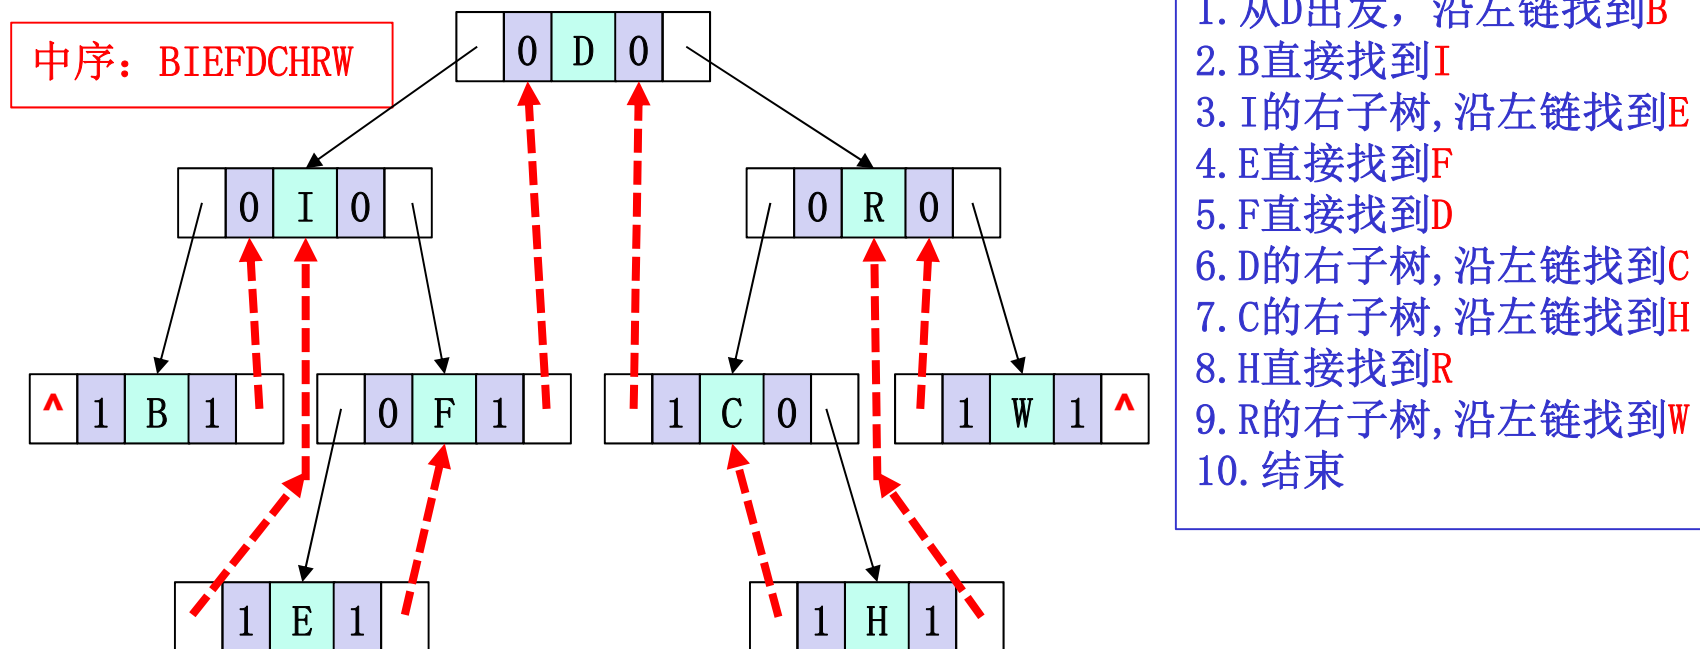 中序：BIEFDCHRW
0 D 0
0 I 0
0 R 0
^ 1 B 1
0 F 1
1 C 0
1 W 1 ^
1 E 1
1 H 1
1.从D出发，沿左链找到B
2.B直接找到I
3.I的右子树,沿左链找到E
4.E直接找到F
5.F直接找到D
6.D的右子树,沿左链找到C
7.C的右子树,沿左链找到H
8.H直接找到R
9.R的右子树,沿左链找到W
10.结束